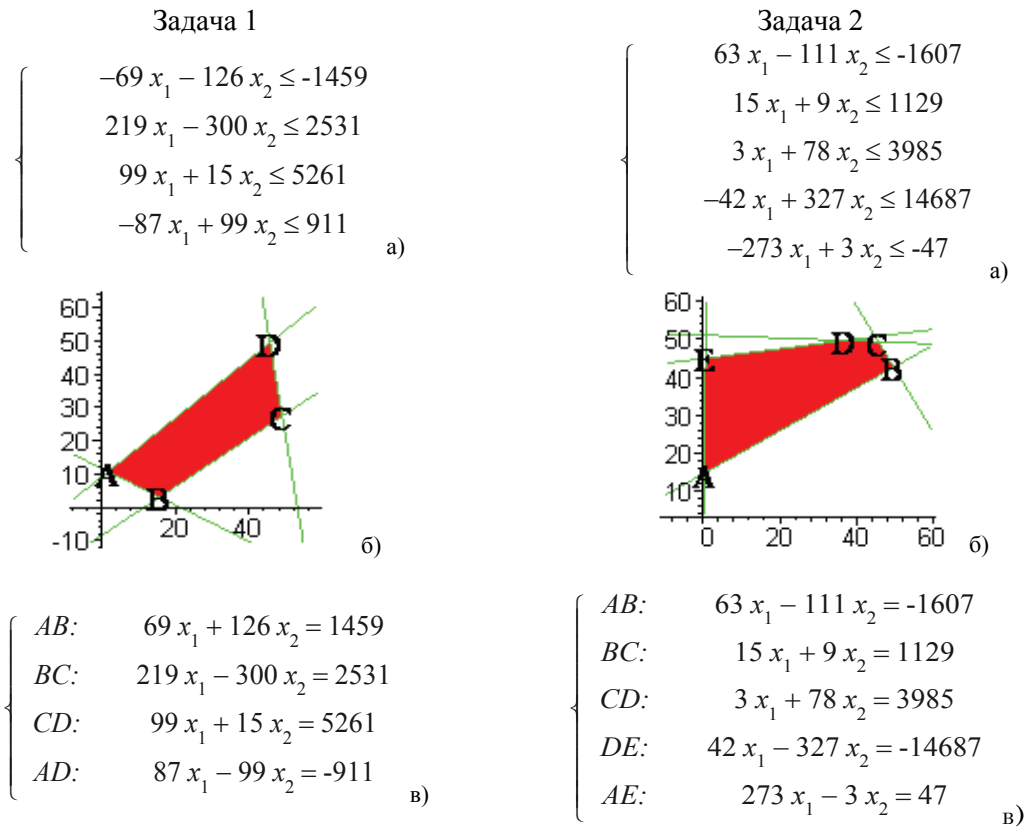 Задача 1
−69 x₁ − 126 x₂ ≤ -1459
219 x₁ − 300 x₂ ≤ 2531
99 x₁ + 15 x₂ ≤ 5261
−87 x₁ + 99 x₂ ≤ 911
а)
60
50
40
30
20
10
-10
20
40
A
B
C
D
б)
AB: 69 x₁ + 126 x₂ = 1459
BC: 219 x₁ − 300 x₂ = 2531
CD: 99 x₁ + 15 x₂ = 5261
AD: 87 x₁ − 99 x₂ = -911
в)
Задача 2
63 x₁ − 111 x₂ ≤ -1607
15 x₁ + 9 x₂ ≤ 1129
3 x₁ + 78 x₂ ≤ 3985
−42 x₁ + 327 x₂ ≤ 14687
−273 x₁ + 3 x₂ ≤ -47
а)
60
50
40
30
20
10
0
20
40
60
A
B
C
D
E
б)
AB: 63 x₁ − 111 x₂ = -1607
BC: 15 x₁ + 9 x₂ = 1129
CD: 3 x₁ + 78 x₂ = 3985
DE: 42 x₁ − 327 x₂ = -14687
AE: 273 x₁ − 3 x₂ = 47
в)